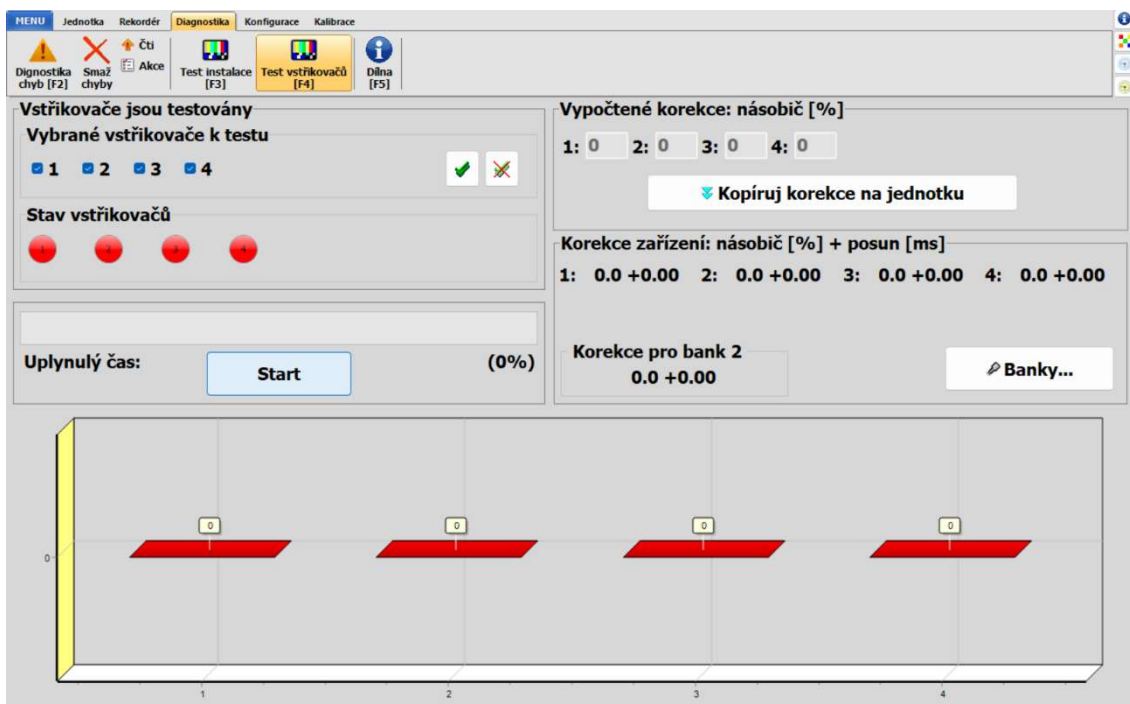 MENU Jednotka Rekordér Diagnostika Konfigurace Kalibrace
Dignostika chyb [F2]
Smaž chyby
Čti
Akce
Test instalace [F3]
Test vstřikovačů [F4]
Dílna [F5]
Vstřikovače jsou testovány
Vybrané vstřikovače k testu
1 2 3 4
Stav vstřikovačů
1 2 3 4
Uplynulý čas:
Start
(0%)
Vypočtené korekce: násobič [%]
1: 0 2: 0 3: 0 4: 0
Kopíruj korekce na jednotku
Korekce zařízení: násobič [%] + posun [ms]
1: 0.0 +0.00 2: 0.0 +0.00 3: 0.0 +0.00 4: 0.0 +0.00
Korekce pro bank 2
0.0 +0.00
Banky...
0 0 0 0
0
1 2 3 4